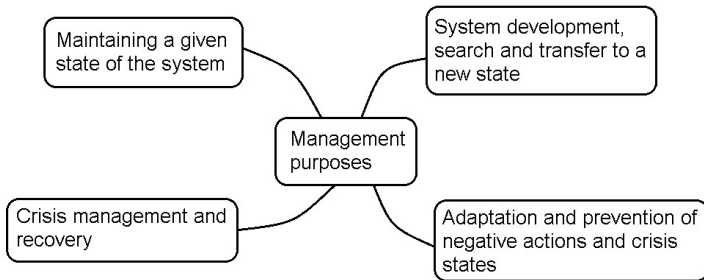 Maintaining a given
state of the system
System development,
search and transfer to a
new state
Management
purposes
Crisis management and
recovery
Adaptation and prevention of
negative actions and crisis
states